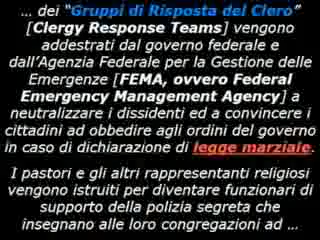 … dei “Gruppi di Risposta del Clero”
[Clergy Response Teams] vengono
addestrati dal governo federale e
dall’Agenzia Federale per la Gestione delle
Emergenze [FEMA, ovvero Federal
Emergency Management Agency] a
neutralizzare i dissidenti ed a convincere i
cittadini ad obbedire agli ordini del governo
in caso di dichiarazione di legge marziale.
I pastori e gli altri rappresentanti religiosi
vengono istruiti per diventare funzionari di
supporto della polizia segreta che
insegnano alle loro congregazioni ad …